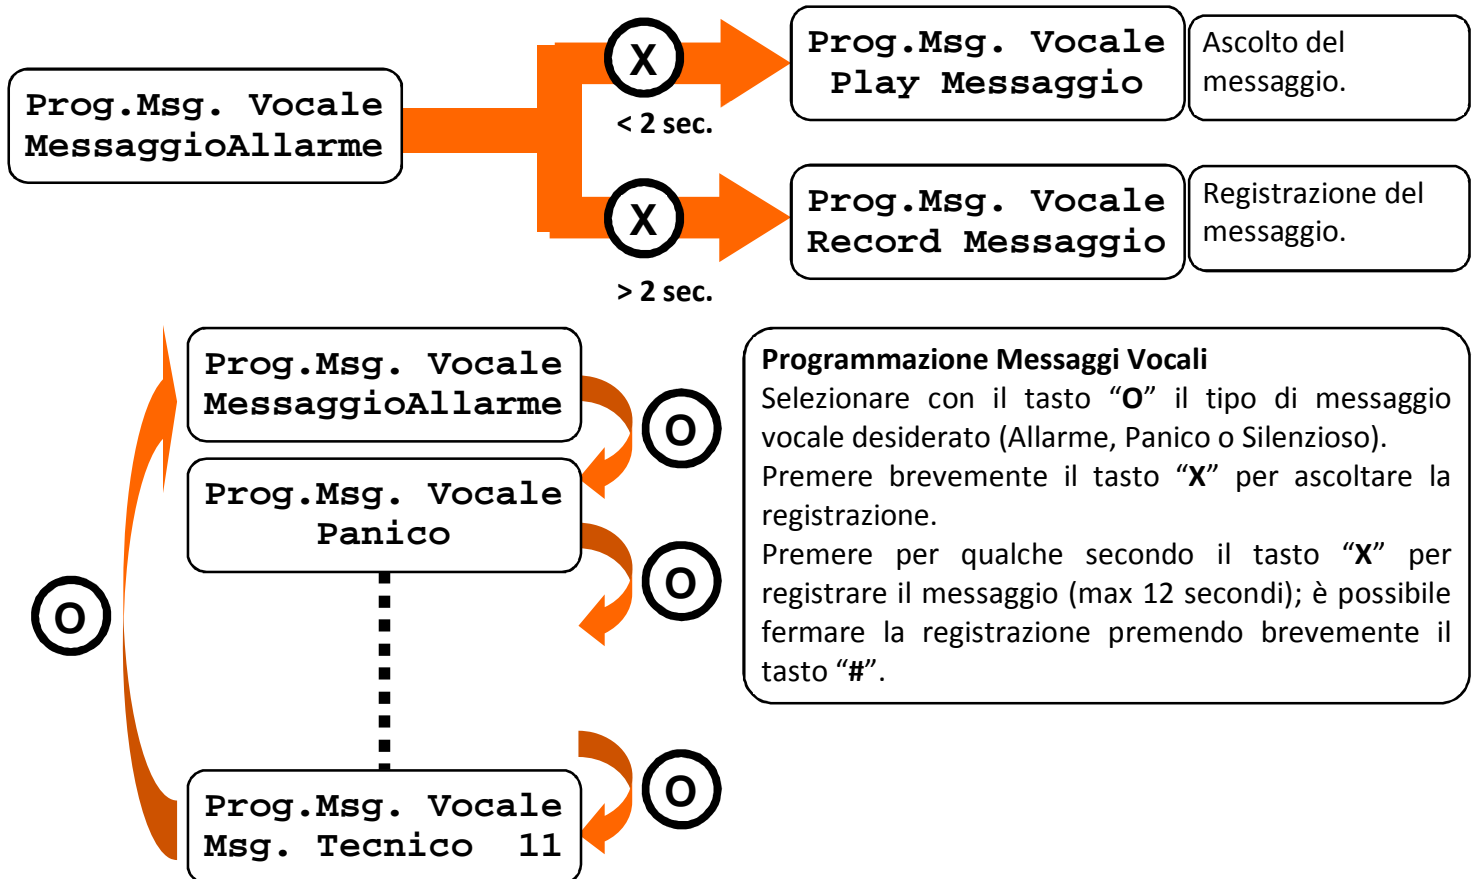 Prog.Msg. Vocale
MessaggioAllarme
X
< 2 sec.
Prog.Msg. Vocale
Play Messaggio
Ascolto del
messaggio.
X
> 2 sec.
Prog.Msg. Vocale
Record Messaggio
Registrazione del
messaggio.
Prog.Msg. Vocale
MessaggioAllarme
O
Prog.Msg. Vocale
Panico
O
O
Prog.Msg. Vocale
Msg. Tecnico 11
O
Programmazione Messaggi Vocali
Selezionare con il tasto “O” il tipo di messaggio
vocale desiderato (Allarme, Panico o Silenzioso).
Premere brevemente il tasto “X” per ascoltare la
registrazione.
Premere per qualche secondo il tasto “X” per
registrare il messaggio (max 12 secondi); è possibile
fermare la registrazione premendo brevemente il
tasto “#”.